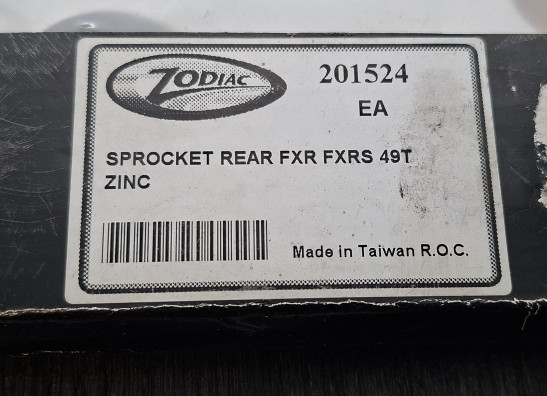 ZODIAC
201524
EA
SPROCKET REAR FXR FXRS 49T
ZINC
Made in Taiwan R.O.C.